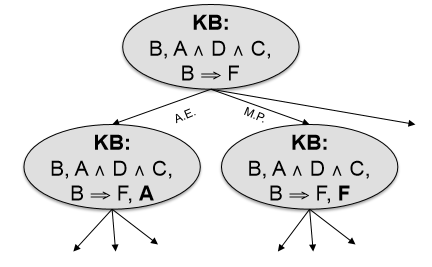 KB:
B, A ∧ D ∧ C,
B ⇒ F
A.E.
M.P.
KB:
B, A ∧ D ∧ C,
B ⇒ F, A
KB:
B, A ∧ D ∧ C,
B ⇒ F, F